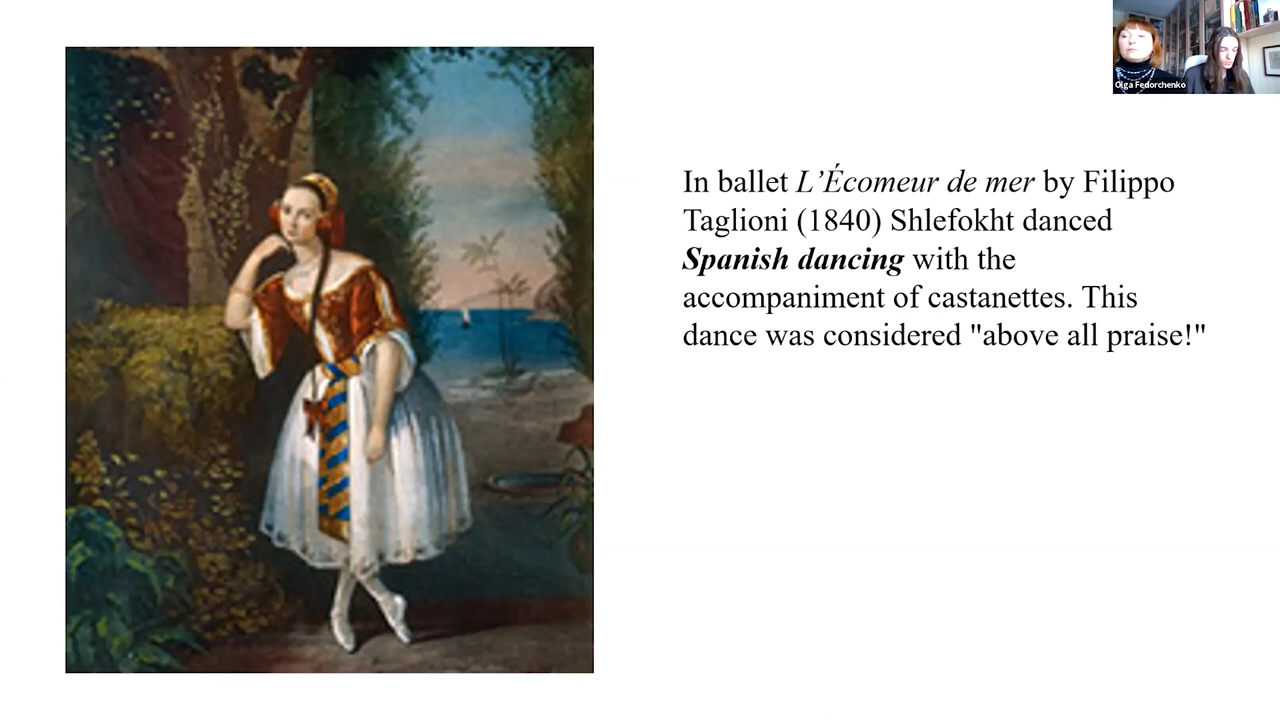 Olga Fedorchenko
In ballet L’Écomeur de mer by Filippo
Taglioni (1840) Shlefokht danced
Spanish dancing with the
accompaniment of castanettes. This
dance was considered "above all praise!"